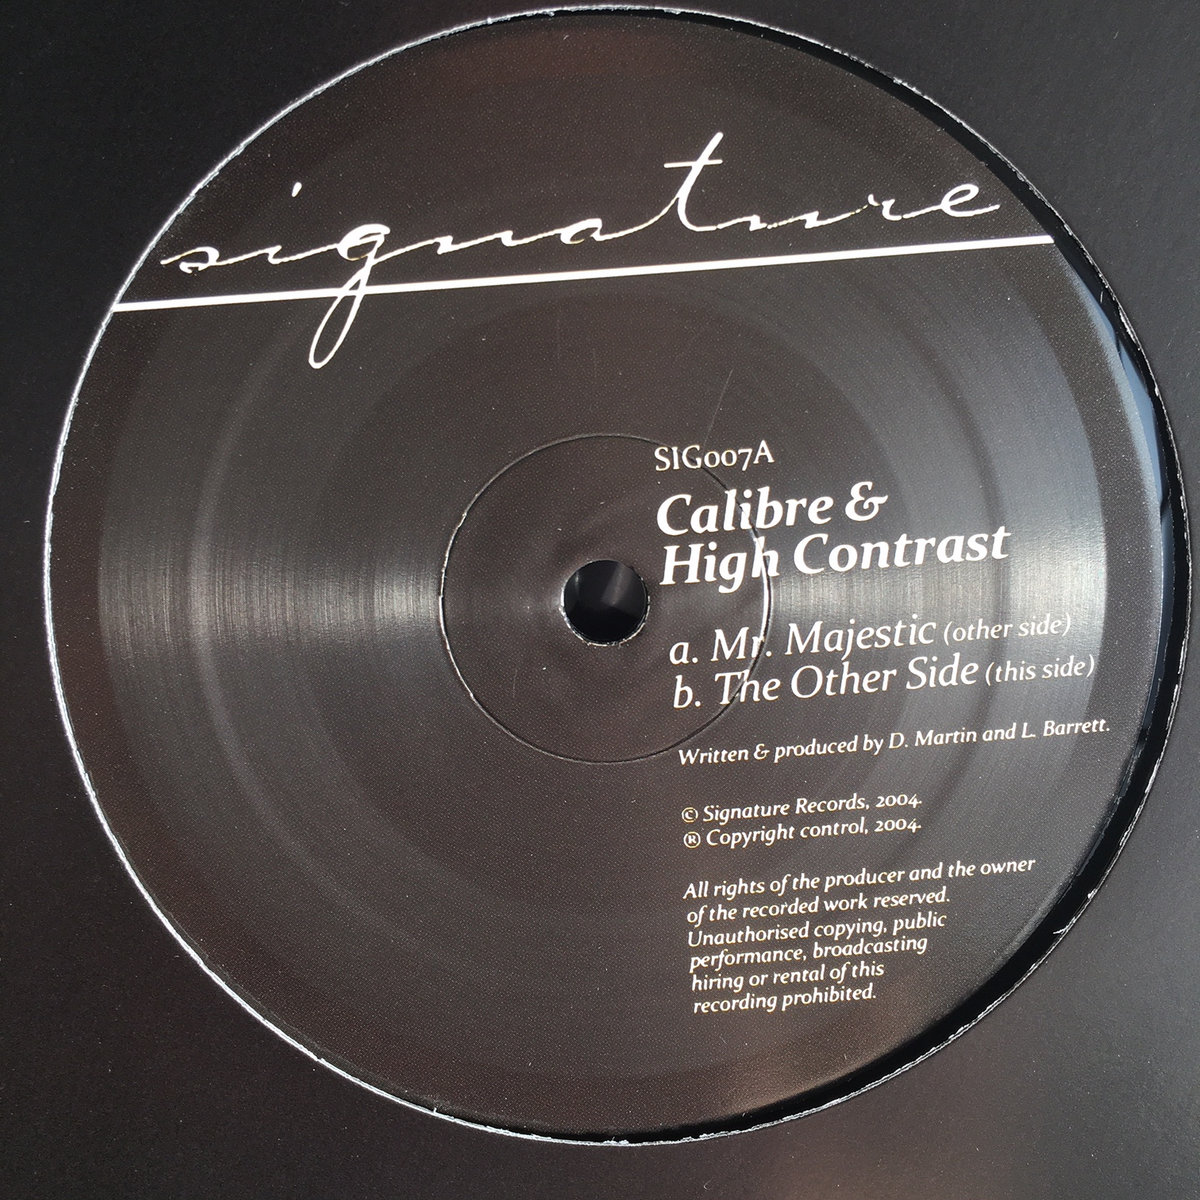 signature
SIG007A
Calibre &
High Contrast
a. Mr. Majestic (other side)
b. The Other Side (this side)
Written & produced by D. Martin and L. Barrett.
© Signature Records, 2004.
® Copyright control, 2004.
All rights of the producer and the owner
of the recorded work reserved.
Unauthorised copying, public
performance, broadcasting
hiring or rental of this
recording prohibited.